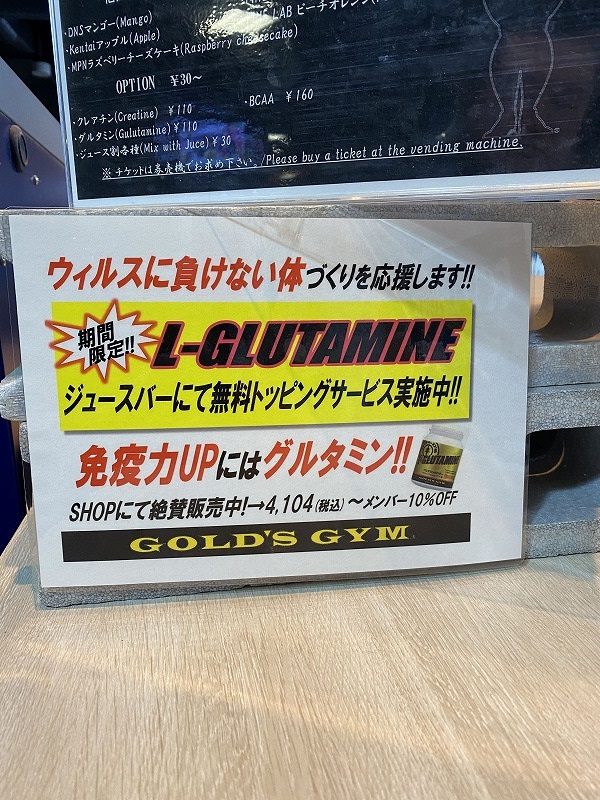 ・DNSマンゴー(Mango)
LAB ピーチオレンジ
・Kentaiアップル(Apple)
・MPNラズベリーチーズケーキ(Raspberry cheesecake)
OPTION ¥30～
・クレアチン(Creatine) ¥110
・BCAA ¥160
・グルタミン(Gulutamine) ¥110
・ジュース割各種(Mix with Juce) ¥30
※ チケットは券売機でお求め下さい。/Please buy a ticket at the vending machine.
ウィルスに負けない体づくりを応援します!!
期間
限定!!
L-GLUTAMINE
ジュースバーにて無料トッピングサービス実施中!!
免疫力UPにはグルタミン!!
GLUTAMINE
SHOPにて絶賛販売中!→4,104(税込)～メンバー10%OFF
GOLD'S GYM